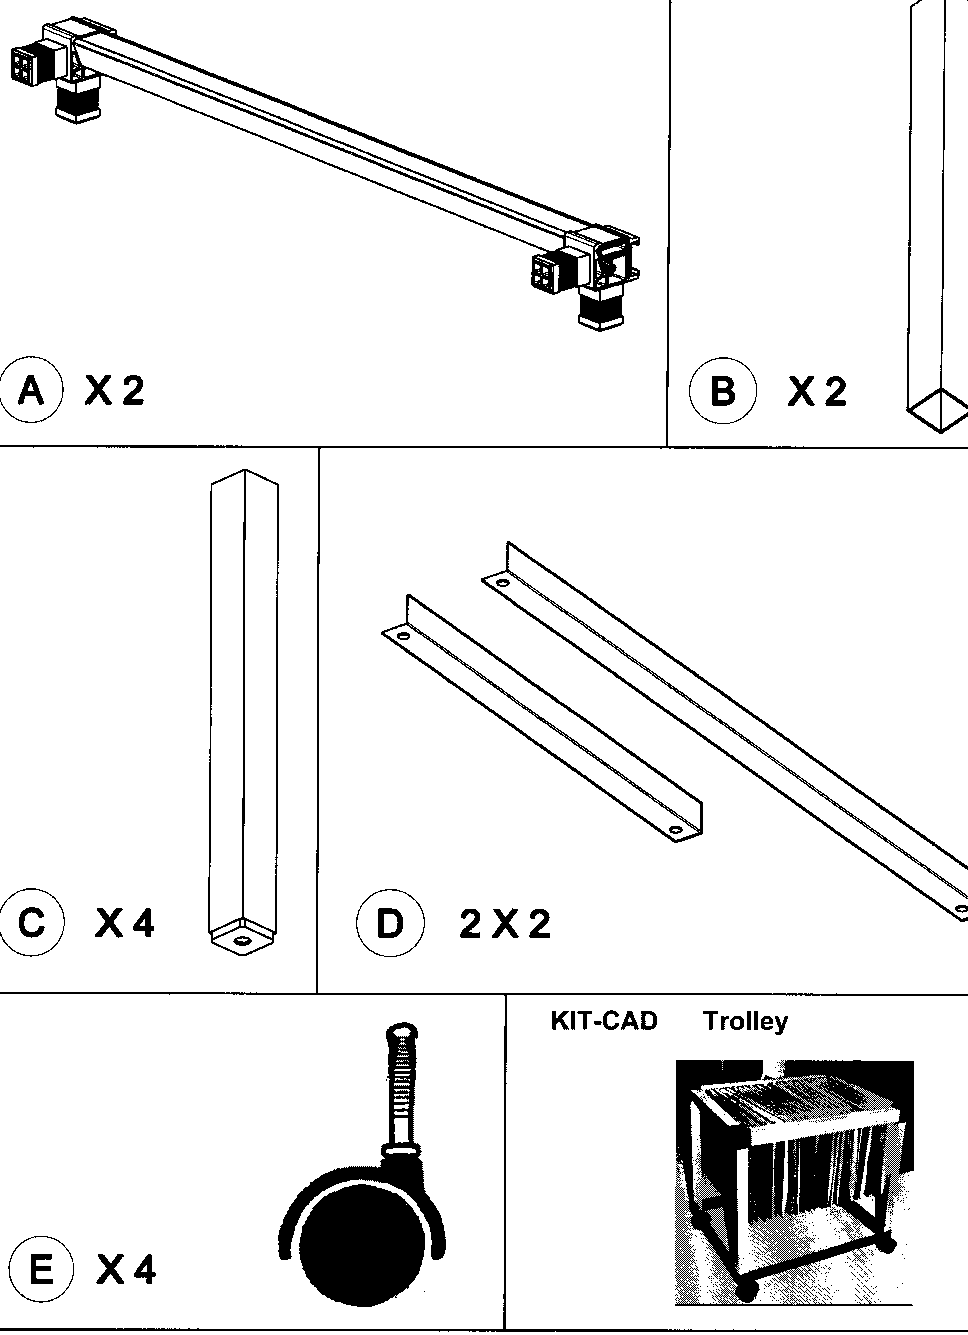 A X 2
B X 2
C X 4
D 2 X 2
E X 4
KIT-CAD Trolley